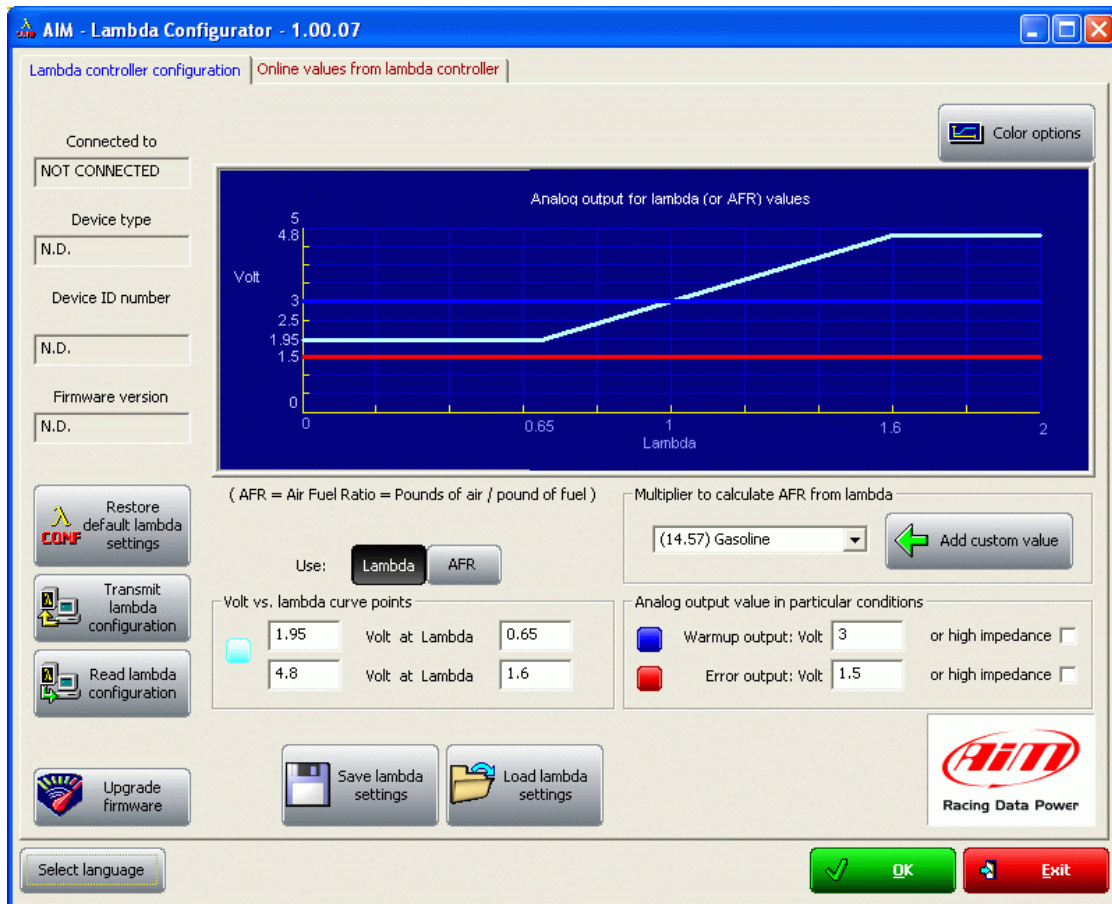 AIM - Lambda Configurator - 1.00.07
Lambda controller configuration
Online values from lambda controller
Color options
Connected to
NOT CONNECTED
Device type
N.D.
Device ID number
N.D.
Firmware version
N.D.
Analog output for lambda (or AFR) values
Volt
5
4.8
3
2.5
1.95
1.5
0
0
0.65
1
1.6
2
Lambda
λ
CONF
Restore
default lambda
settings
Transmit
lambda
configuration
Read lambda
configuration
Upgrade
firmware
( AFR = Air Fuel Ratio = Pounds of air / pound of fuel )
Use:
Lambda
AFR
Multiplier to calculate AFR from lambda
(14.57) Gasoline
Add custom value
Volt vs. lambda curve points
1.95 Volt at Lambda 0.65
4.8 Volt at Lambda 1.6
Analog output value in particular conditions
Warmup output: Volt 3 or high impedance
Error output: Volt 1.5 or high impedance
Save lambda
settings
Load lambda
settings
AiM
Racing Data Power
Select language
OK
Exit